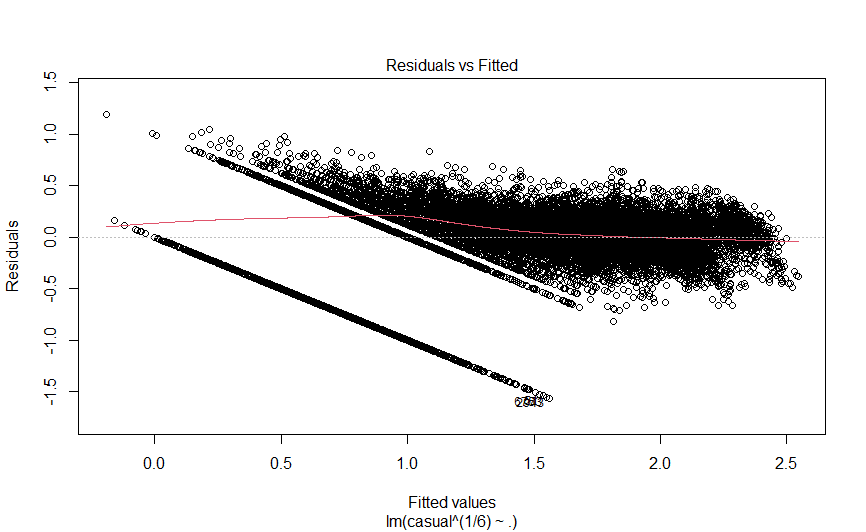 Residuals vs Fitted
Residuals
1.5
1.0
0.5
0.0
-0.5
-1.0
-1.5
0.0 0.5 1.0 1.5 2.0 2.5
Fitted values
lm(casual^(1/6) ~ .)